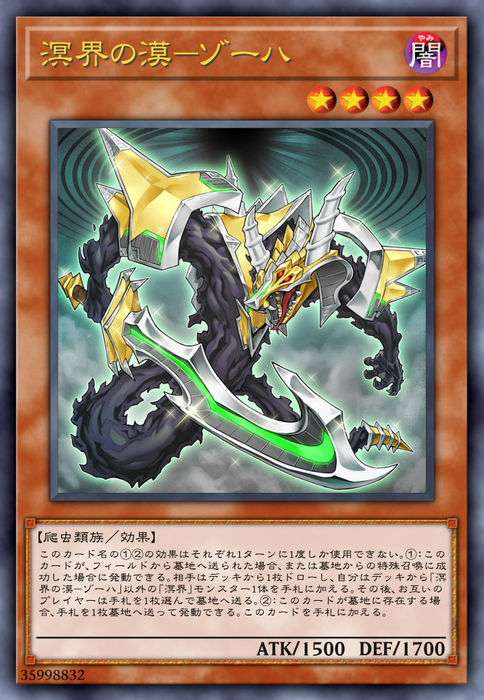 溟界の漠－ゾーハ
やみ
闇
【爬虫類族／効果】
このカード名の①②の効果はそれぞれ1ターンに1度しか使用できない。①：この
カードが、フィールドから墓地へ送られた場合、または墓地からの特殊召喚に成
功した場合に発動できる。相手はデッキから1枚ドローし、自分はデッキから「溟
界の漠－ゾーハ」以外の「溟界」モンスター1体を手札に加える。その後、お互いの
プレイヤーは手札を1枚選んで墓地へ送る。②：このカードが墓地に存在する場
合、手札を1枚墓地へ送って発動できる。このカードを手札に加える。
ATK/1500 DEF/1700
35998832